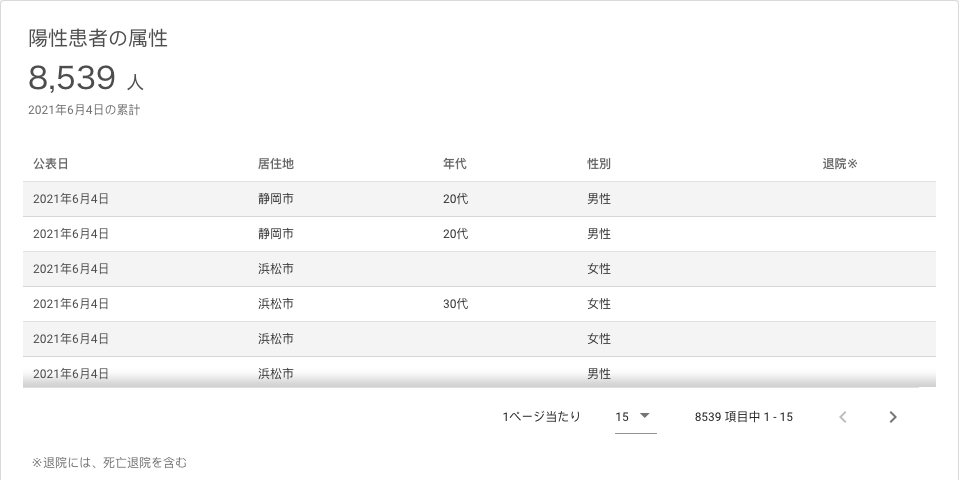 陽性患者の属性
8,539 人
2021年6月4日の累計
公表日 居住地 年代 性別 退院※
2021年6月4日 静岡市 20代 男性
2021年6月4日 静岡市 20代 男性
2021年6月4日 浜松市 女性
2021年6月4日 浜松市 30代 女性
2021年6月4日 浜松市 女性
2021年6月4日 浜松市 男性
1ページ当たり 15 8539 項目中 1 - 15
※退院には、死亡退院を含む